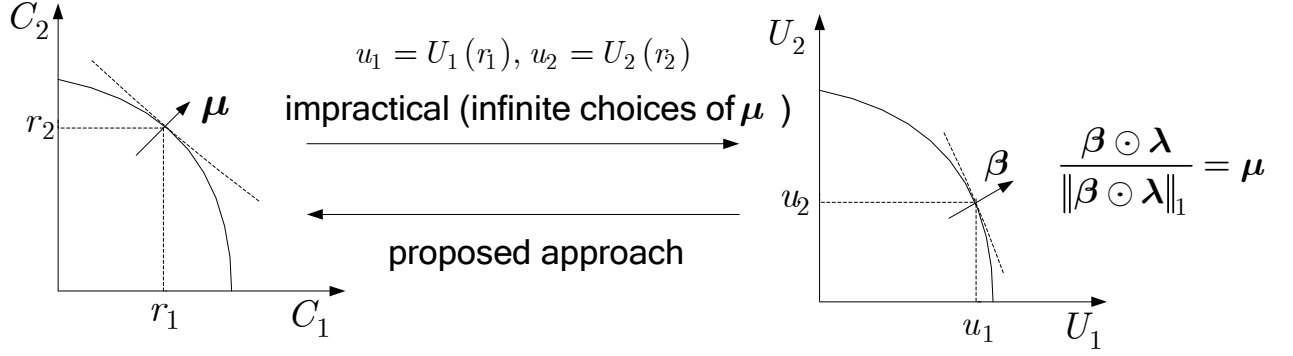 C₂
r₂
μ
r₁
C₁
u₁ = U₁(r₁), u₂ = U₂(r₂)
impractical (infinite choices of μ )
proposed approach
U₂
u₂
β
u₁
U₁
β ⊙ λ
‖β ⊙ λ‖₁
= μ